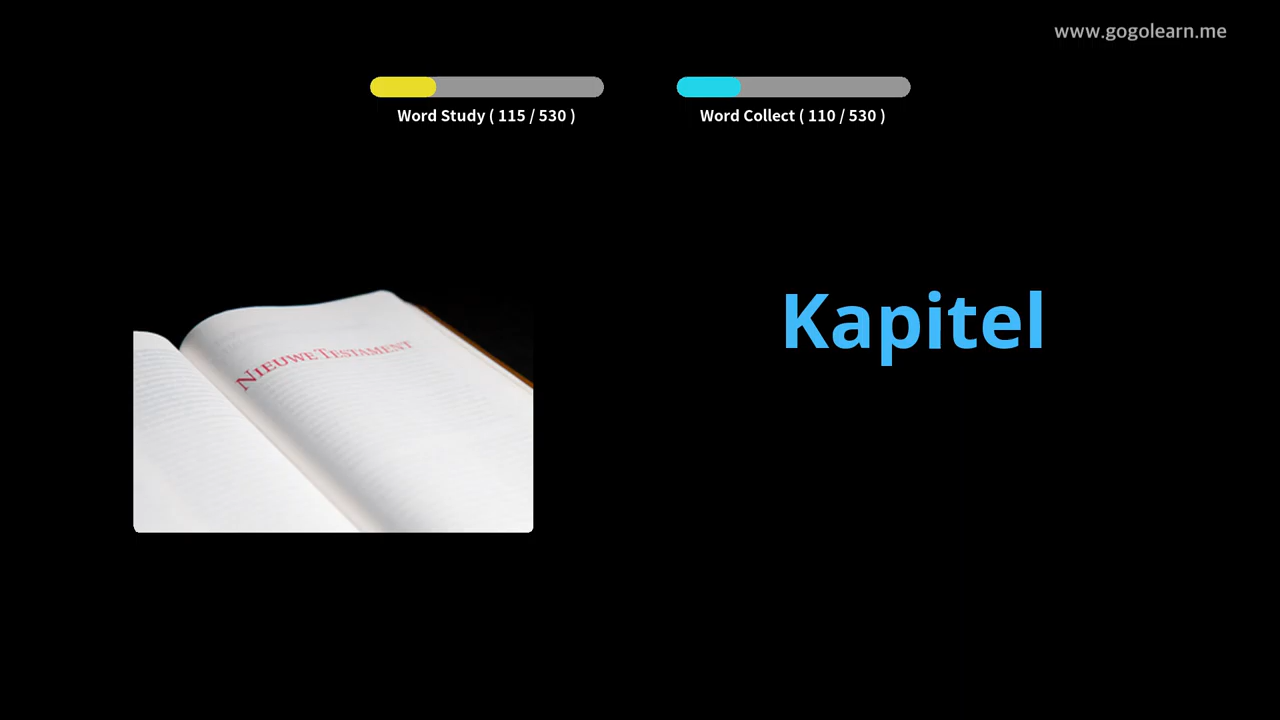 www.gogolearn.me
Word Study ( 115 / 530 )
Word Collect ( 110 / 530 )
NIEUWE TESTAMENT
Kapitel